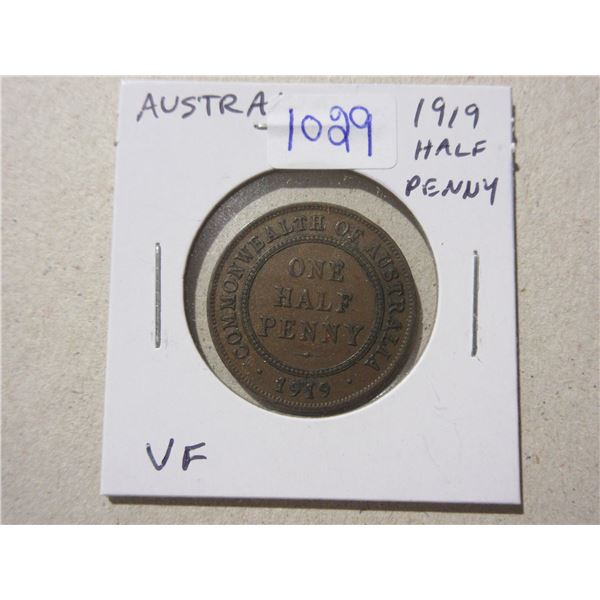 AUSTRA
1029
1919
HALF
PENNY
COMMONWEALTH OF AUSTRALIA
ONE
HALF
PENNY
· 1919 ·
VF